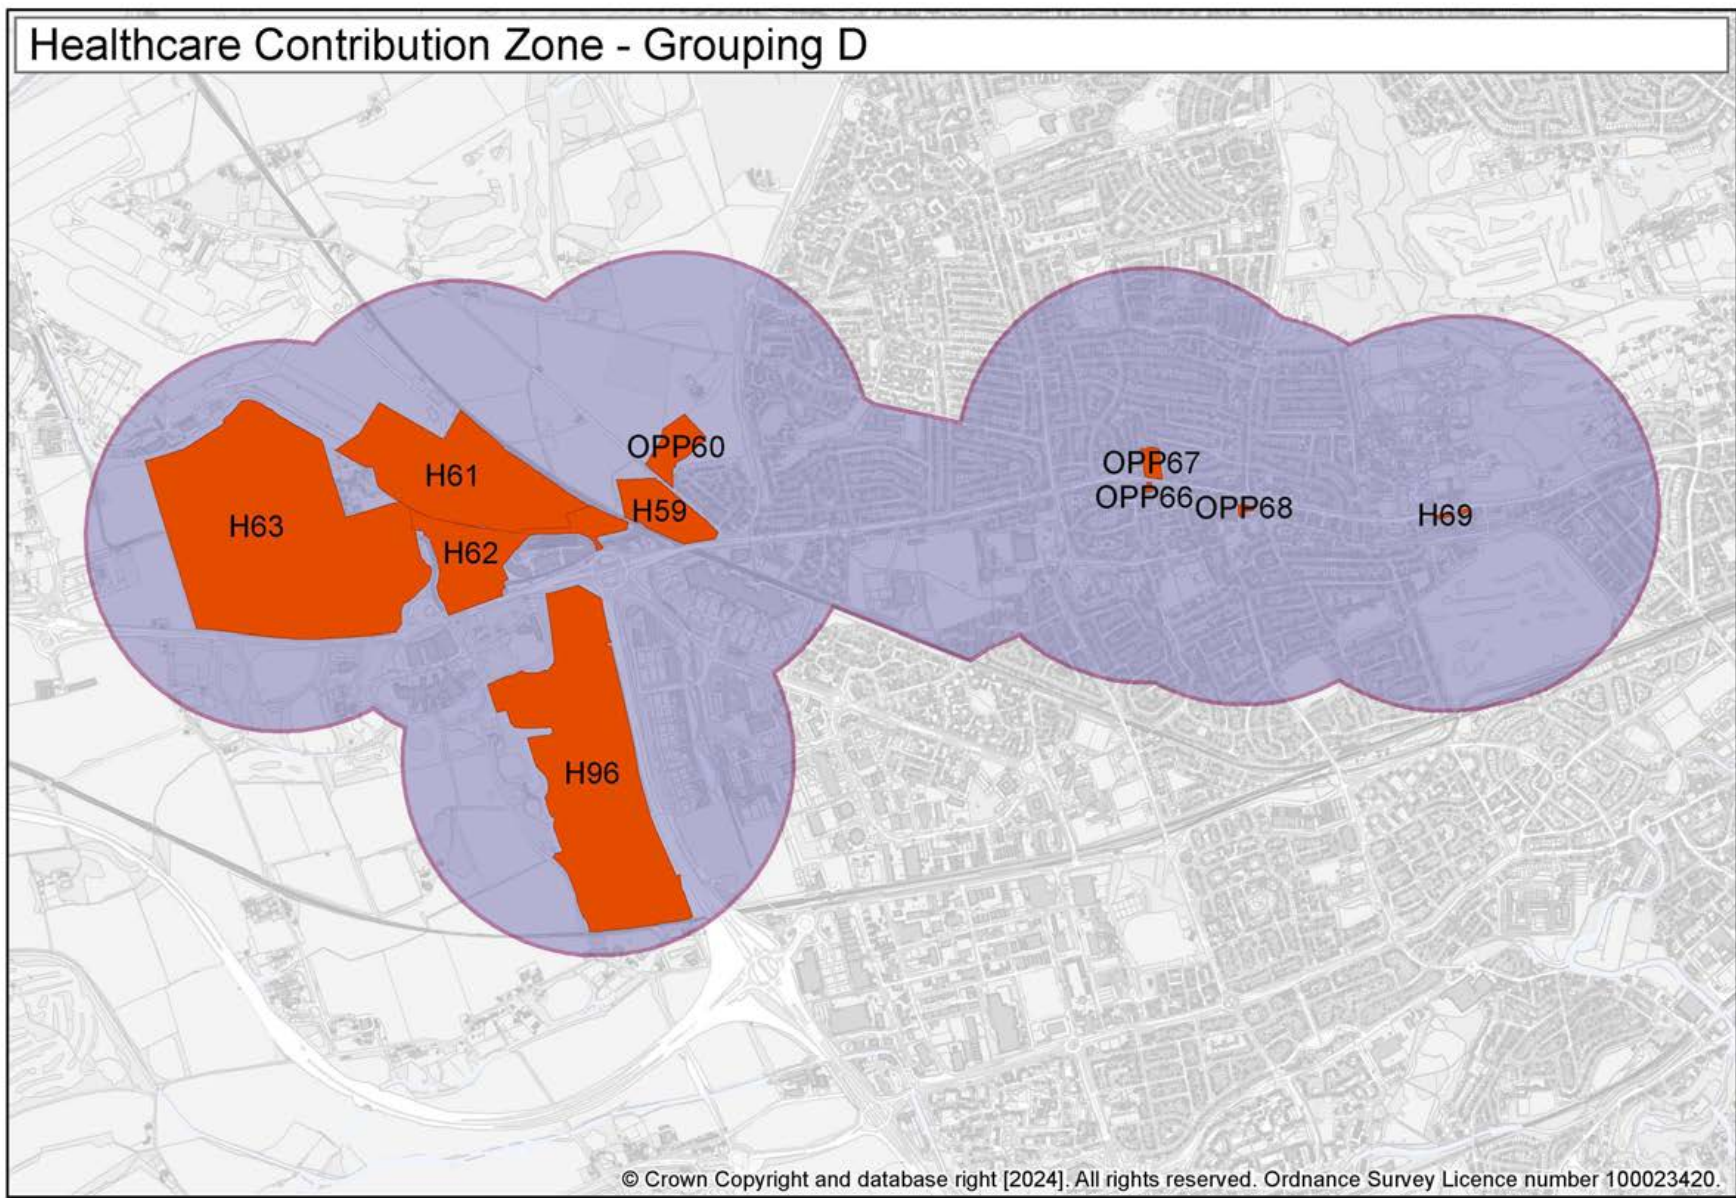 Healthcare Contribution Zone - Grouping D
OPP60
H61
H59
H63
H62
OPP67
OPP66
OPP68
H69
H96
© Crown Copyright and database right [2024]. All rights reserved. Ordnance Survey Licence number 100023420.